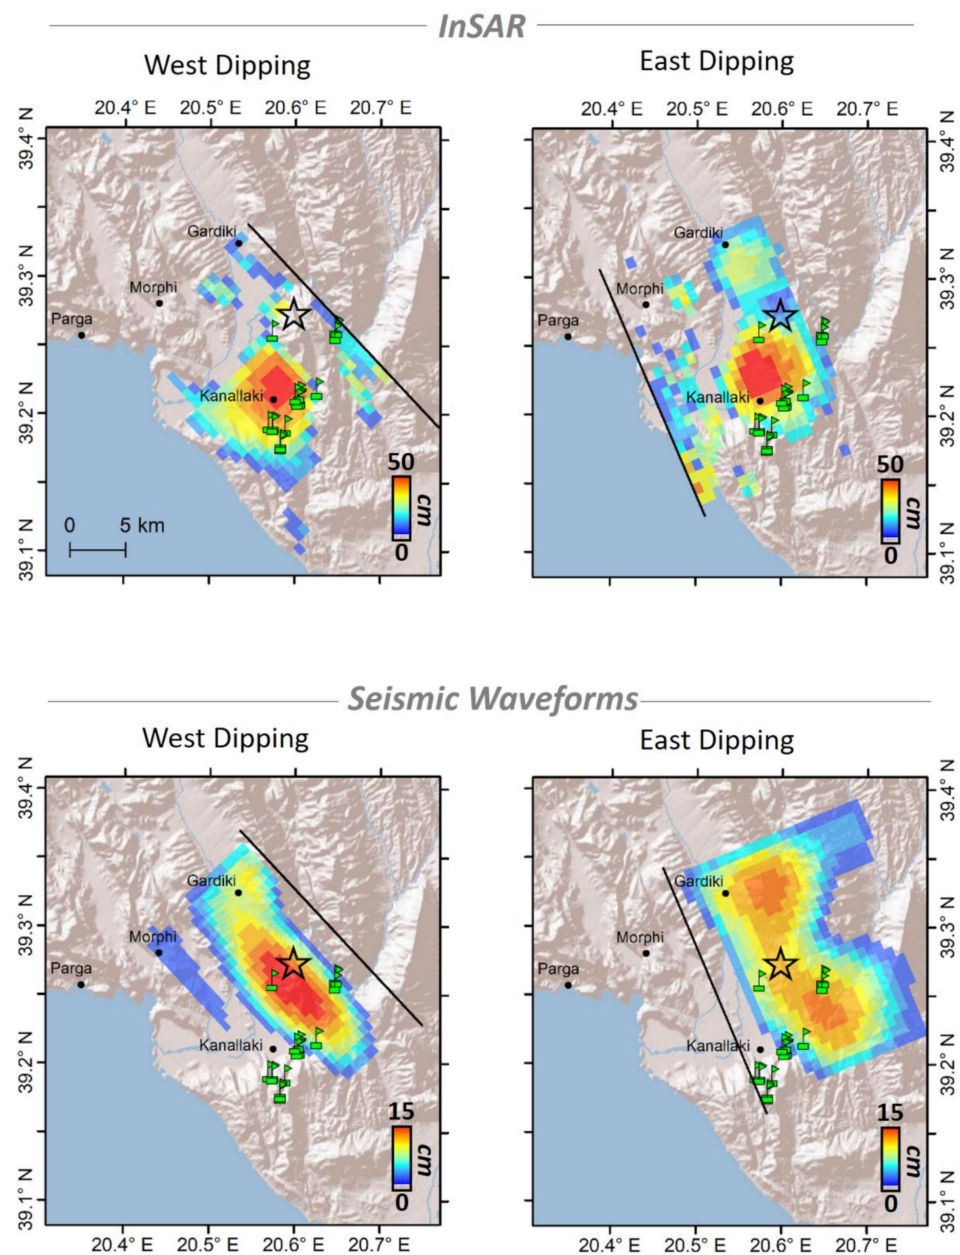 InSAR
West Dipping
East Dipping
20.4° E 20.5° E 20.6° E 20.7° E
20.4° E 20.5° E 20.6° E 20.7° E
39.4° N
39.4° N
Gardiki
Gardiki
39.3° N
39.3° N
Morphi
Morphi
Parga
Parga
Kanallaki
Kanallaki
39.2° N
39.2° N
50
cm
0
50
cm
0
0 5 km
39.1° N
39.1° N
Seismic Waveforms
West Dipping
East Dipping
39.4° N
39.4° N
Gardiki
Gardiki
39.3° N
39.3° N
Morphi
Morphi
Parga
Parga
Kanallaki
Kanallaki
39.2° N
39.2° N
15
cm
0
15
cm
0
39.1° N
39.1° N
20.4° E 20.5° E 20.6° E 20.7° E
20.4° E 20.5° E 20.6° E 20.7° E